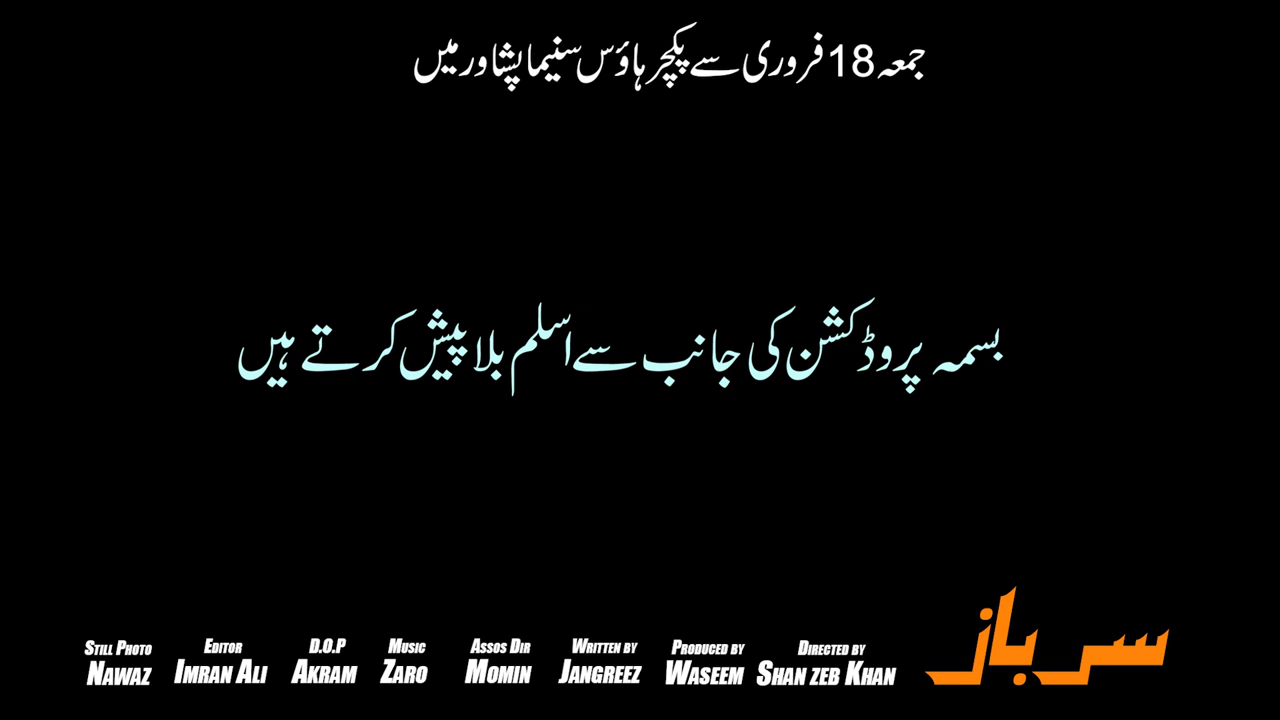 جمعہ 18 فروری سے پکچر ہاؤس سنیما پشاور میں
بسمہ پروڈکشن کی جانب سے اسلم بلا پیش کرتے ہیں
سر باز
STILL PHOTO EDITOR D.O.P MUSIC ASSOS DIR WRITTEN BY PRODUCED BY DIRECTED BY
NAWAZ IMRAN ALI AKRAM ZARO MOMIN JANGREEZ WASEEM SHAN ZEB KHAN